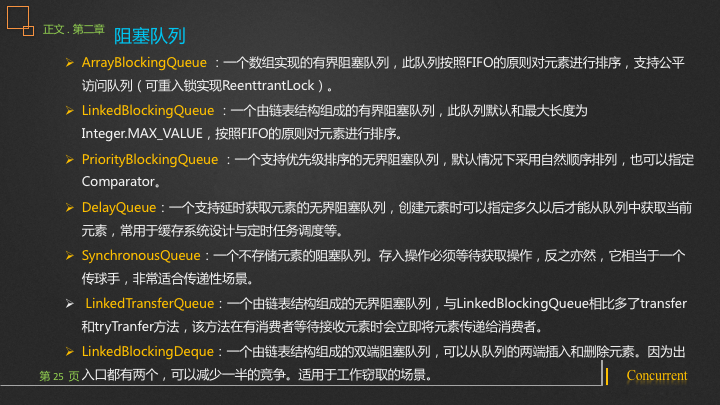 正文 . 第二章
阻塞队列
ArrayBlockingQueue ：一个数组实现的有界阻塞队列，此队列按照FIFO的原则对元素进行排序，支持公平
访问队列（可重入锁实现ReenttrantLock）。
LinkedBlockingQueue ：一个由链表结构组成的有界阻塞队列，此队列默认和最大长度为
Integer.MAX_VALUE，按照FIFO的原则对元素进行排序。
PriorityBlockingQueue ：一个支持优先级排序的无界阻塞队列，默认情况下采用自然顺序排列，也可以指定
Comparator。
DelayQueue：一个支持延时获取元素的无界阻塞队列，创建元素时可以指定多久以后才能从队列中获取当前
元素，常用于缓存系统设计与定时任务调度等。
SynchronousQueue：一个不存储元素的阻塞队列。存入操作必须等待获取操作，反之亦然，它相当于一个
传球手，非常适合传递性场景。
LinkedTransferQueue：一个由链表结构组成的无界阻塞队列，与LinkedBlockingQueue相比多了transfer
和tryTranfer方法，该方法在有消费者等待接收元素时会立即将元素传递给消费者。
LinkedBlockingDeque：一个由链表结构组成的双端阻塞队列，可以从队列的两端插入和删除元素。因为出
入口都有两个，可以减少一半的竞争。适用于工作窃取的场景。
第 25 页
Concurrent